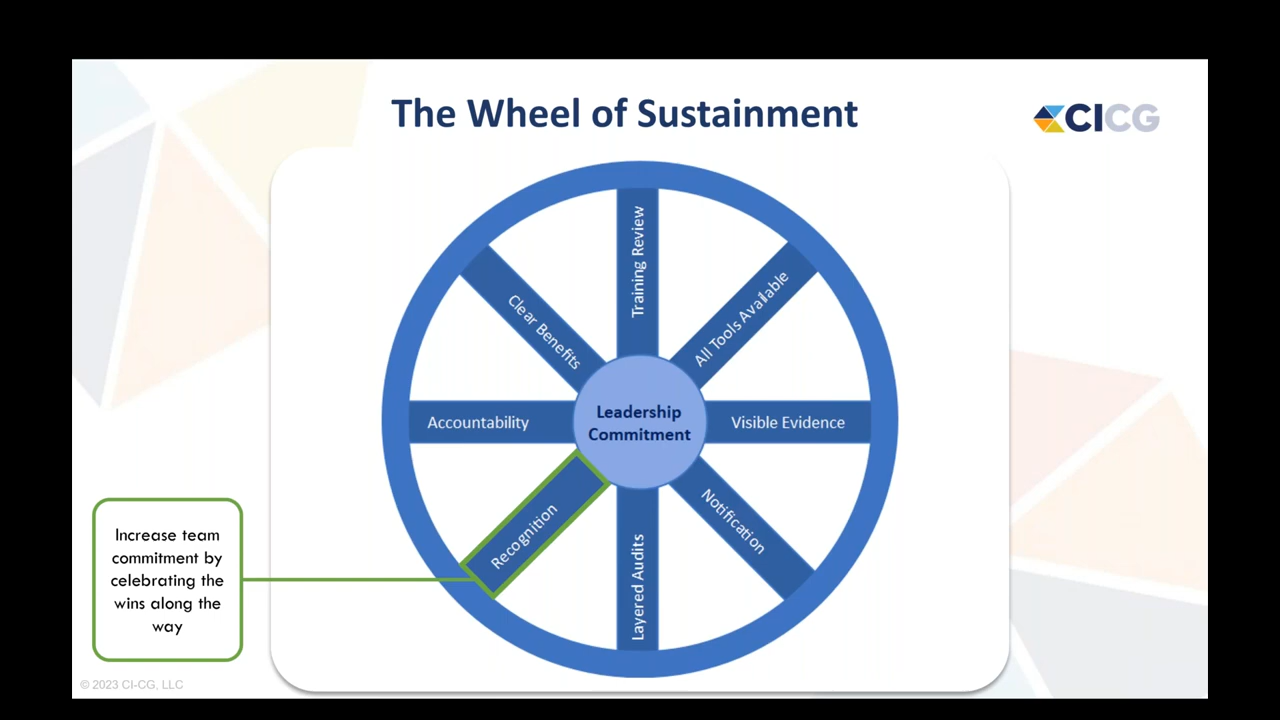 The Wheel of Sustainment
CICG
Training Review
All Tools Available
Clear Benefits
Leadership
Commitment
Accountability
Visible Evidence
Recognition
Notification
Layered Audits
Increase team
commitment by
celebrating the
wins along the
way
© 2023 CI-CG, LLC